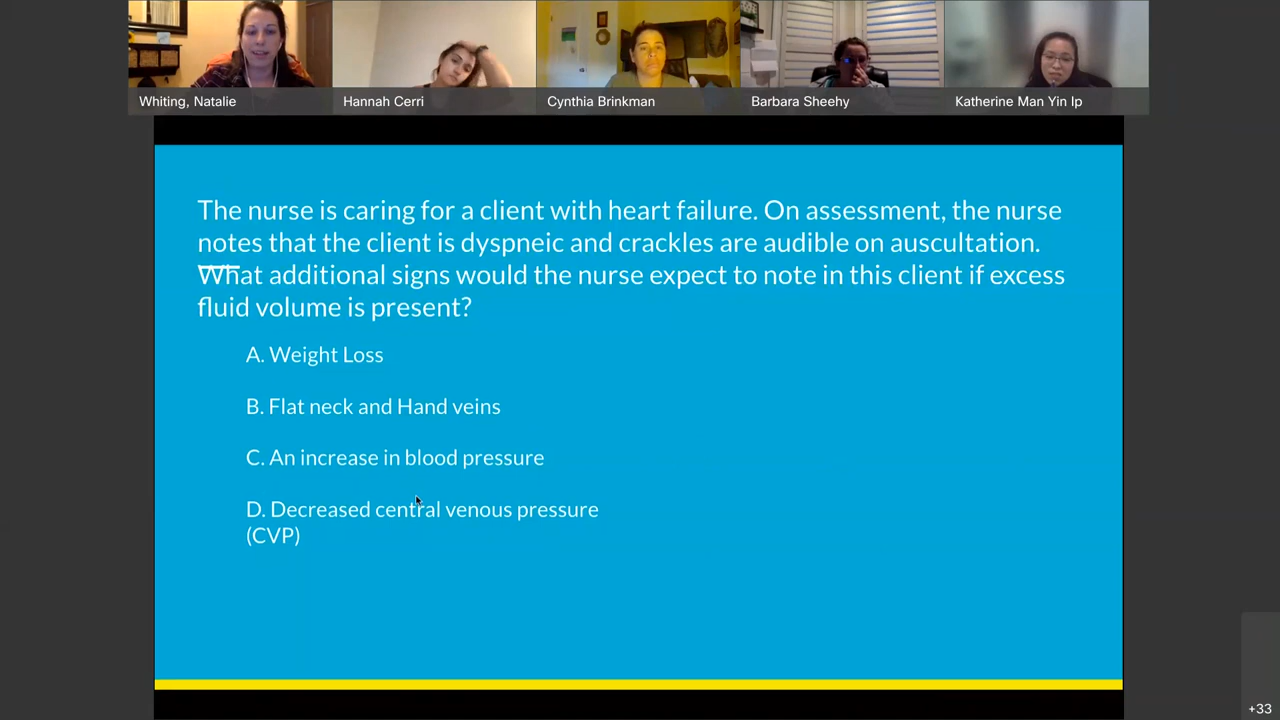 Whiting, Natalie
Hannah Cerri
Cynthia Brinkman
Barbara Sheehy
Katherine Man Yin Ip
The nurse is caring for a client with heart failure. On assessment, the nurse
notes that the client is dyspneic and crackles are audible on auscultation.
What additional signs would the nurse expect to note in this client if excess
fluid volume is present?
A. Weight Loss
B. Flat neck and Hand veins
C. An increase in blood pressure
D. Decreased central venous pressure
(CVP)
+33